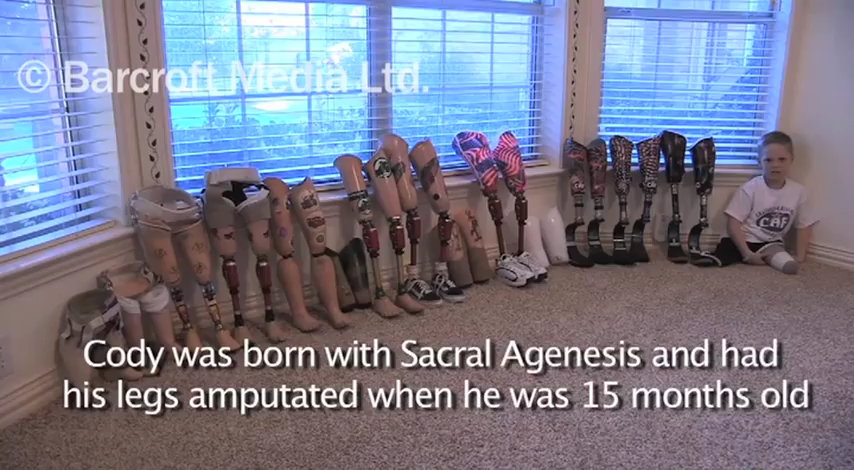 © Barcroft Media Ltd.
CAF
Cody was born with Sacral Agenesis and had
his legs amputated when he was 15 months old